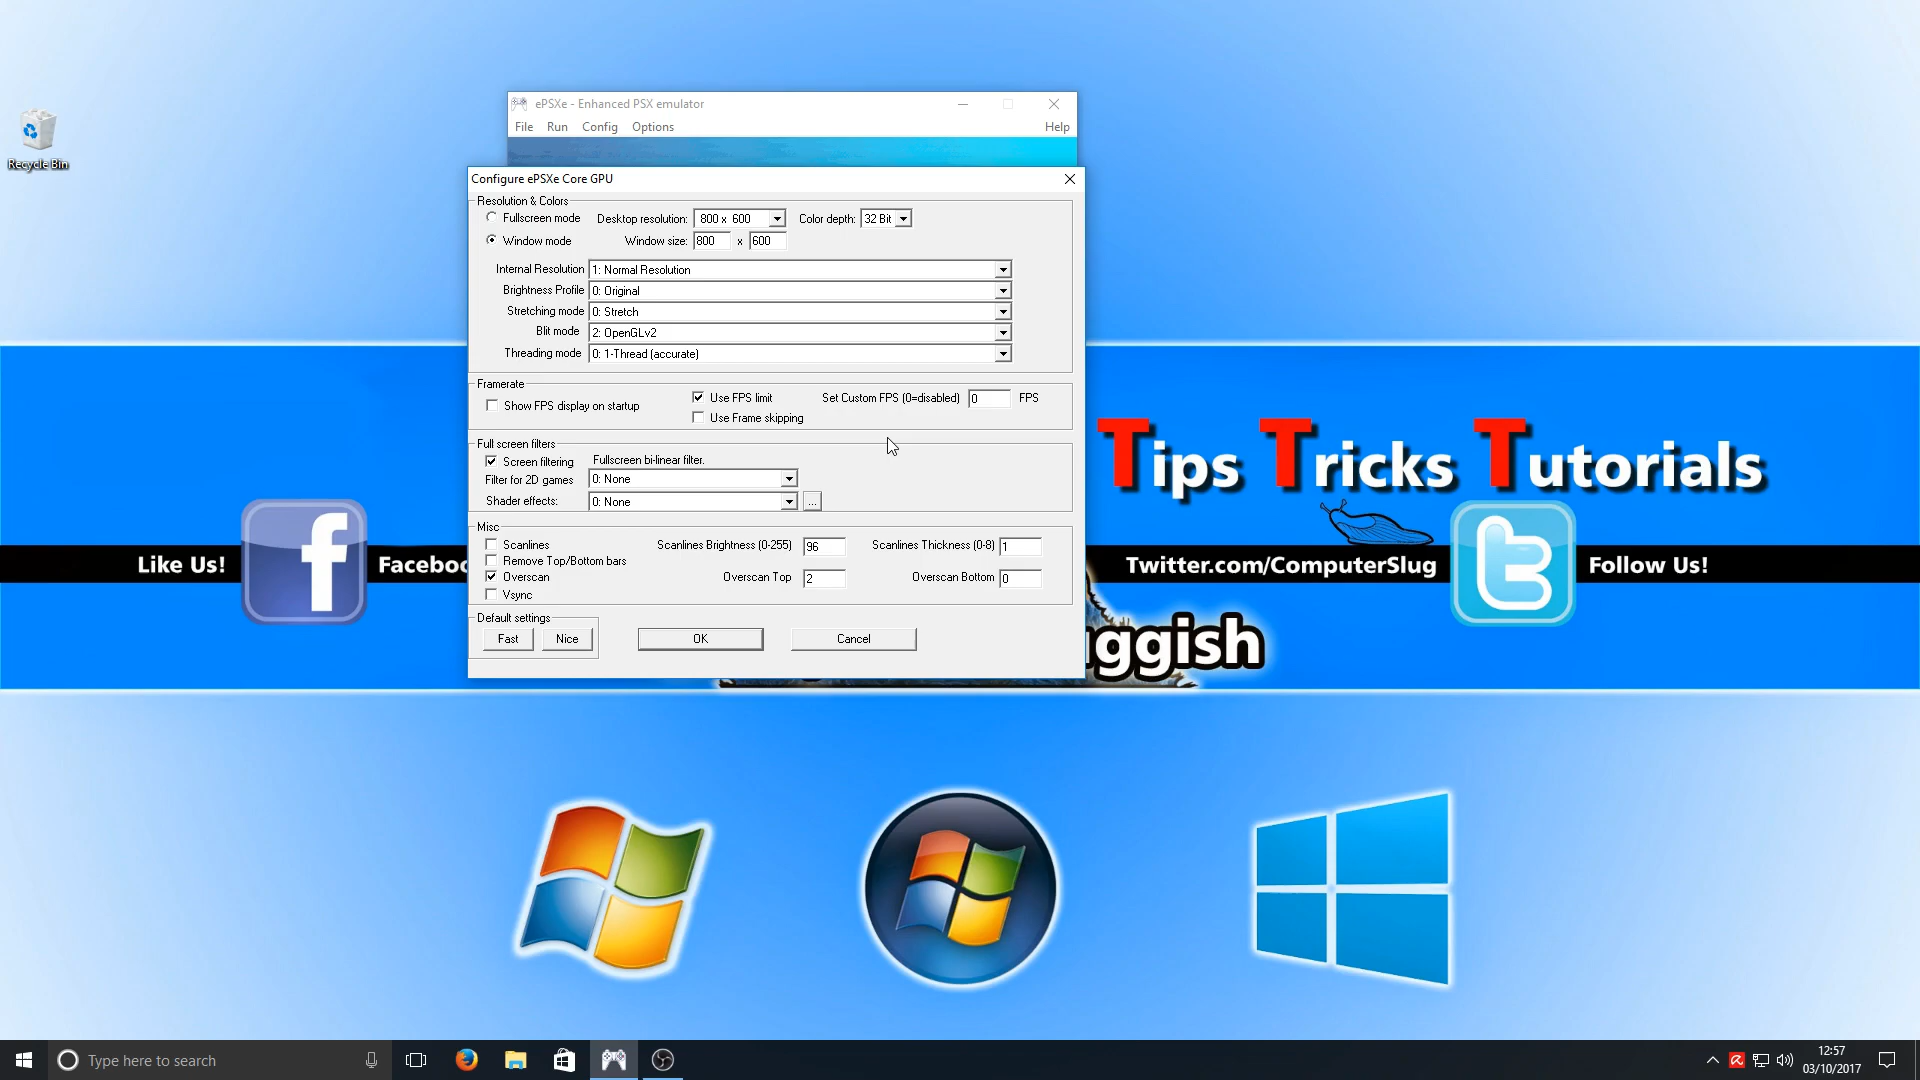 Recycle Bin
ePSXe - Enhanced PSX emulator
File Run Config Options Help
Configure ePSXe Core GPU
Resolution & Colors
Fullscreen mode Desktop resolution: 800 x 600 Color depth: 32 Bit
Window mode Window size: 800 x 600
Internal Resolution 1: Normal Resolution
Brightness Profile 0: Original
Stretching mode 0: Stretch
Blit mode 2: OpenGLv2
Threading mode 0: 1-Thread (accurate)
Framerate
Show FPS display on startup
Use FPS limit Set Custom FPS (0=disabled) 0 FPS
Use Frame skipping
Full screen filters
Screen filtering Fullscreen bi-linear filter.
Filter for 2D games 0: None
Shader effects: 0: None ...
Misc
Scanlines Scanlines Brightness (0-255) 96 Scanlines Thickness (0-8) 1
Remove Top/Bottom bars
Overscan Overscan Top 2 Overscan Bottom 0
Vsync
Default settings
Fast Nice OK Cancel
Tips Tricks Tutorials
Like Us! f Faceboo
Twitter.com/ComputerSlug t Follow Us!
ggish
Type here to search
12:57
03/10/2017